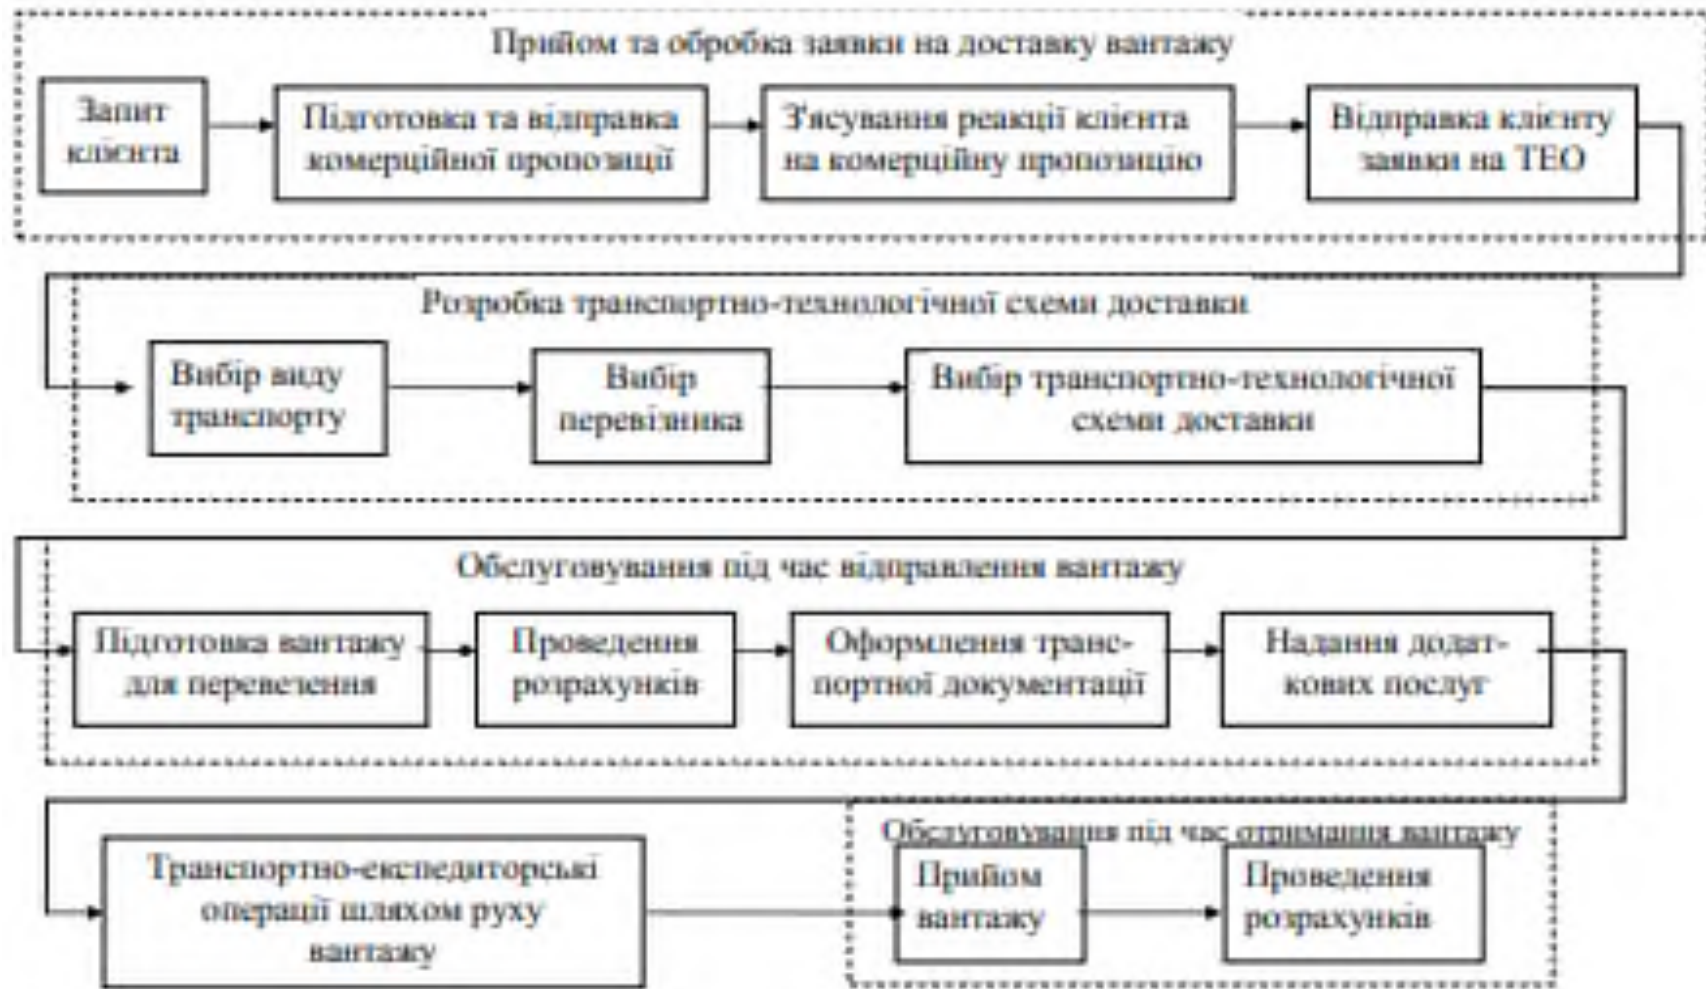 Прийом та обробка заявки на доставку вантажу
Запит
клієнта
Підготовка та відправка
комерційної пропозиції
З'ясування реакції клієнта
на комерційну пропозицію
Відправка клієнту
заявки на ТЕО
Розробка транспортно-технологічної схеми доставки
Вибір виду
транспорту
Вибір
перевізника
Вибір транспортно-технологічної
схеми доставки
Обслуговування під час відправлення вантажу
Підготовка вантажу
для перевезення
Проведення
розрахунків
Оформлення транс-
портної документації
Надання додат-
кових послуг
Транспортно-експедиторські
операції шляхом руху
вантажу
Обслуговування під час отримання вантажу
Прийом
вантажу
Проведення
розрахунків